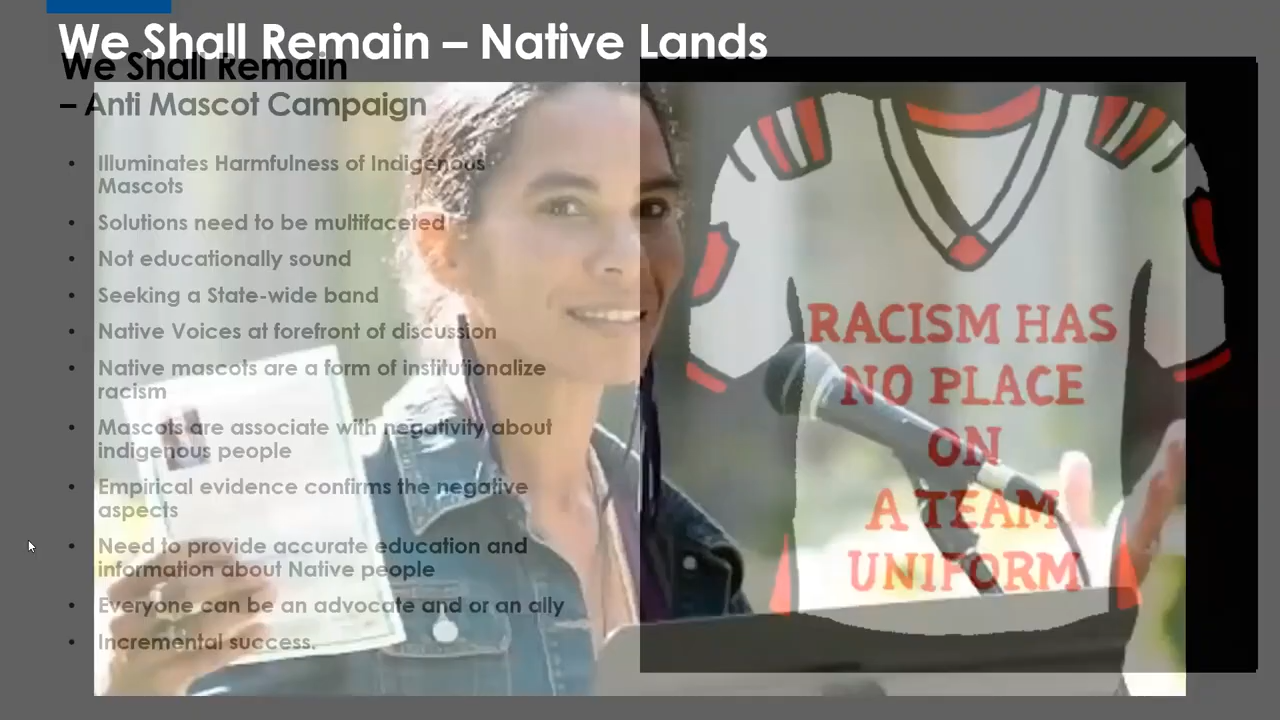 We Shall Remain – Native Lands
We Shall Remain
– Anti Mascot Campaign
• Illuminates Harmfulness of Indigenous
Mascots
• Solutions need to be multifaceted
• Not educationally sound
• Seeking a State-wide band
• Native Voices at forefront of discussion
• Native mascots are a form of institutionalize
racism
• Mascots are associate with negativity about
indigenous people
• Empirical evidence confirms the negative
aspects
• Need to provide accurate education and
information about Native people
• Everyone can be an advocate and or an ally
• Incremental success.
RACISM HAS
NO PLACE
ON
A TEAM
UNIFORM